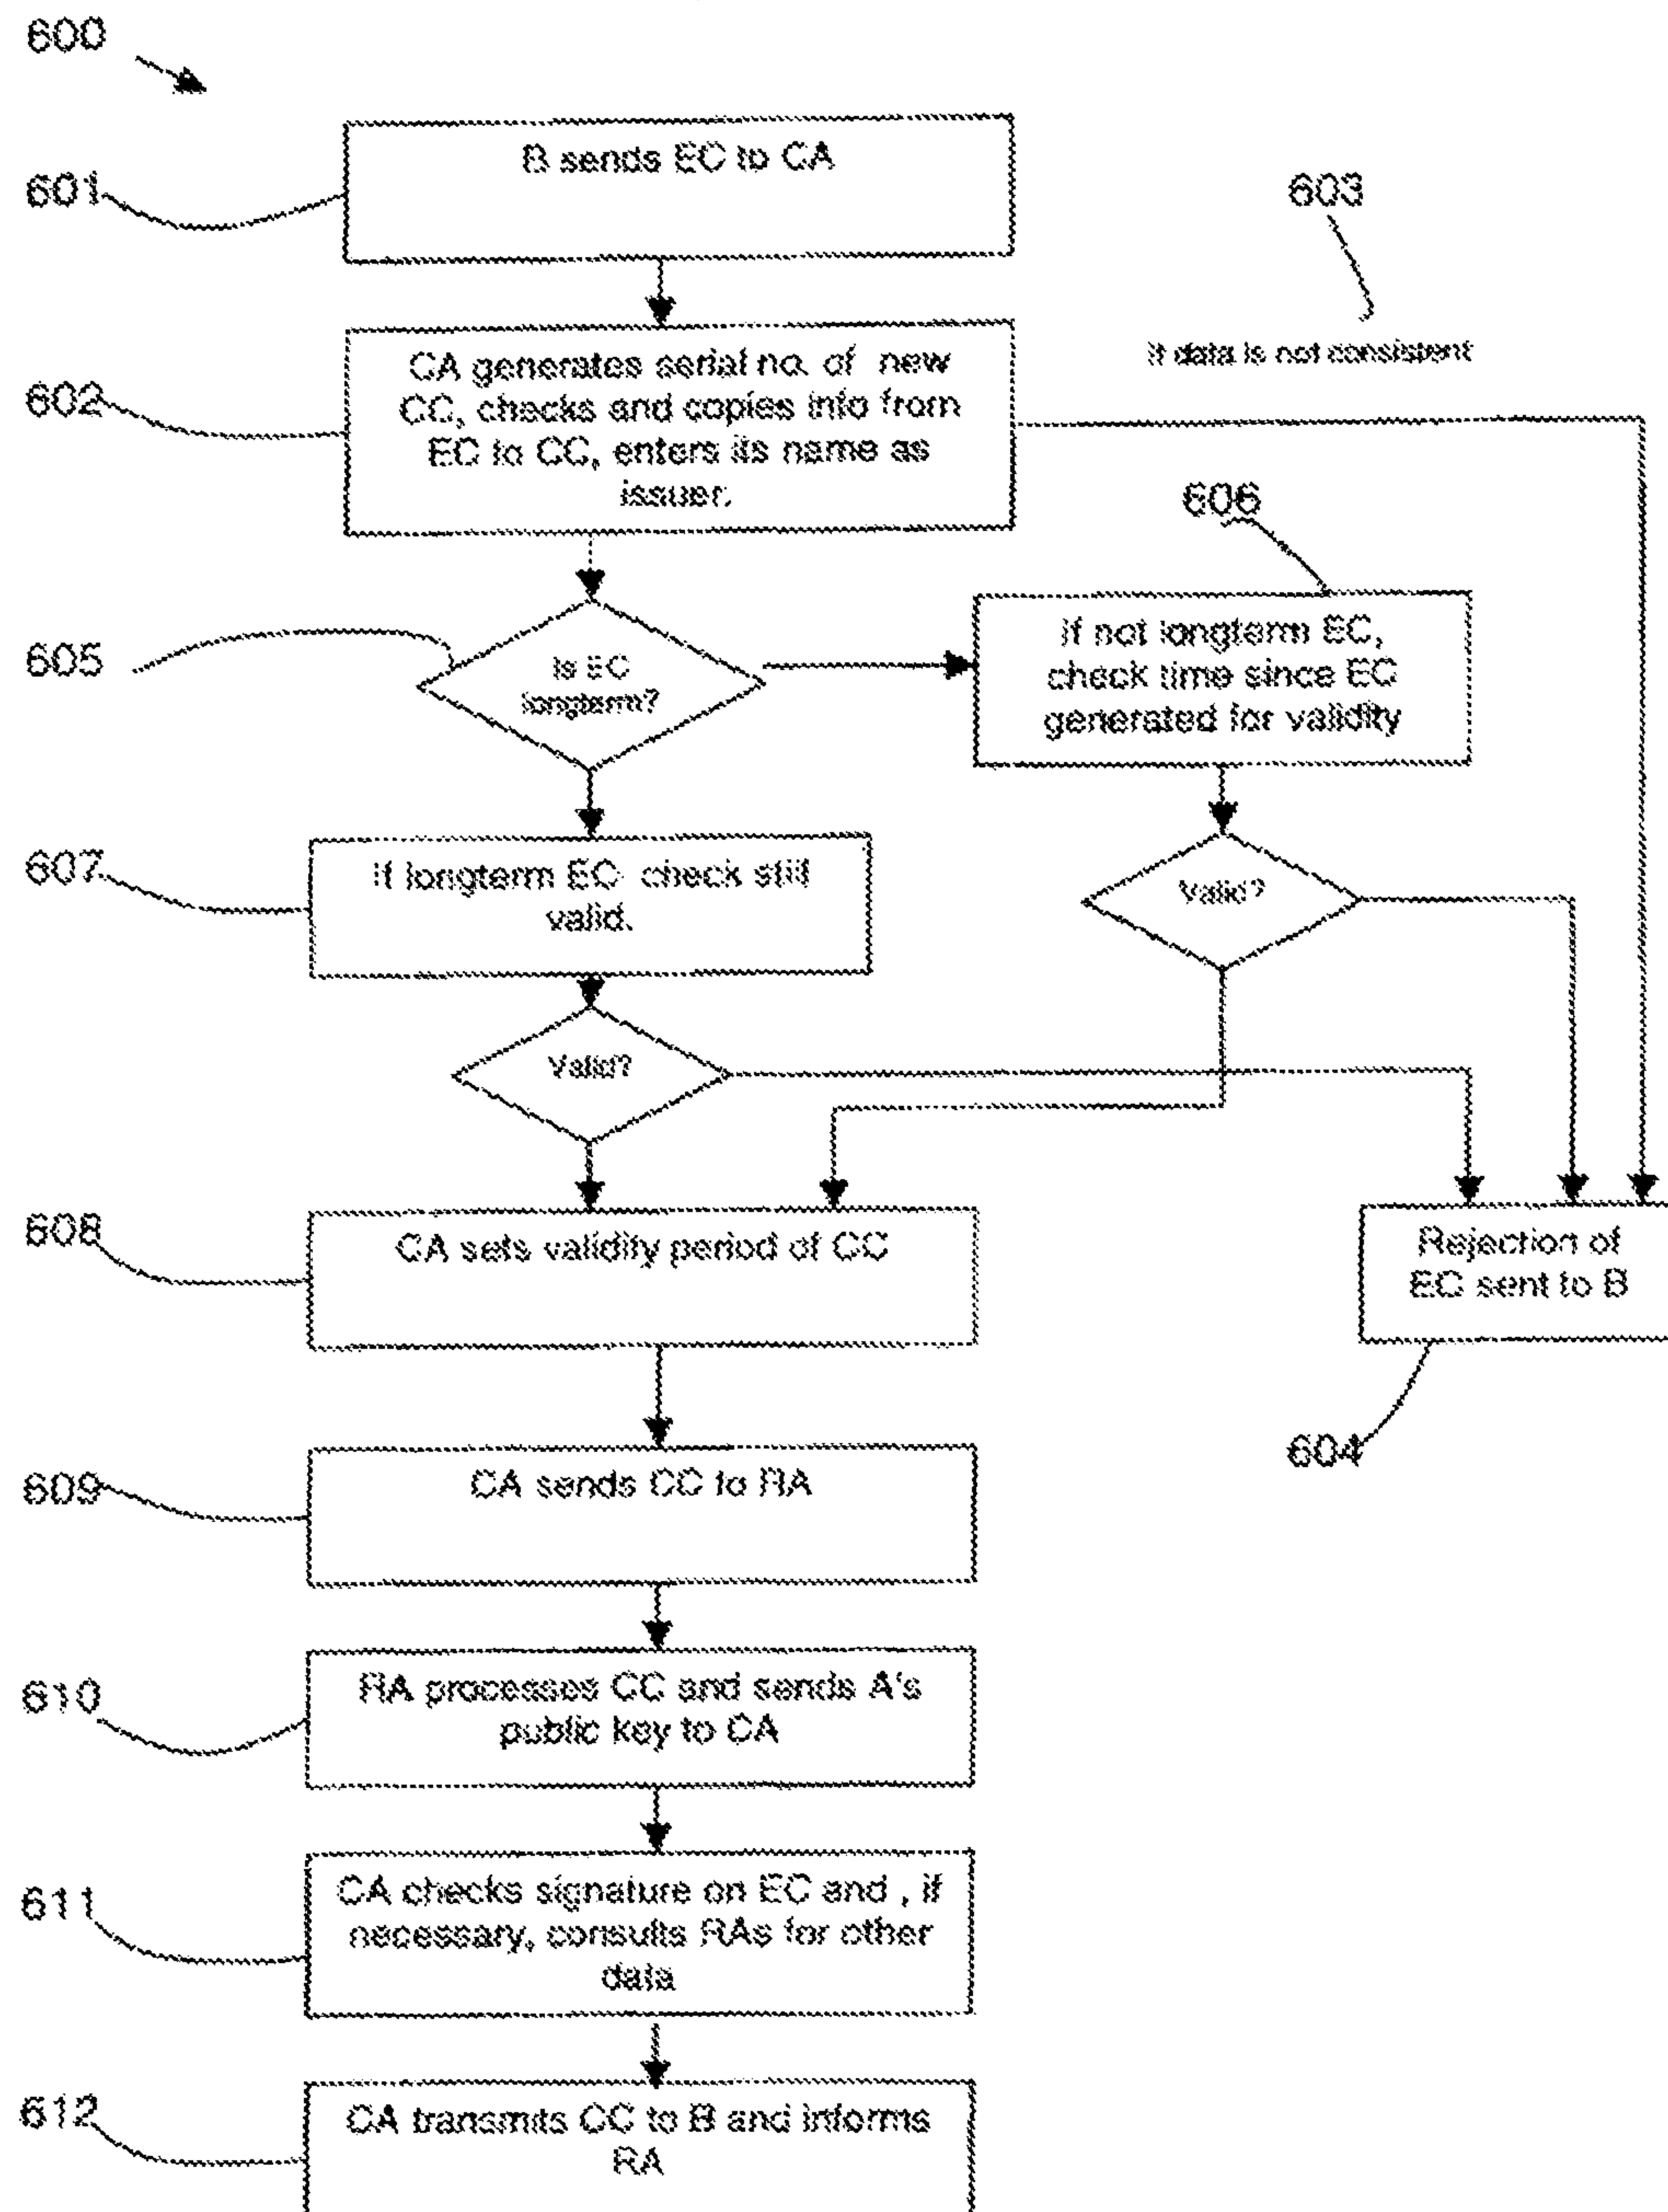 600
601
B sends EC to CA
603
if data is not consistent
602
CA generates serial no. of new
CC, checks and copies info from
EC to CC, enters its name as
issuer.
606
605
Is EC
longterm?
if not longterm EC,
check time since EC
generated for validity
607
If longterm EC check still
valid.
Valid?
Valid?
608
CA sets validity period of CC
Rejection of
EC sent to B
604
609
CA sends CC to RA
610
RA processes CC and sends A's
public key to CA
611
CA checks signature on EC and , if
necessary, consults RAs for other
data
612
CA transmits CC to B and informs
RA